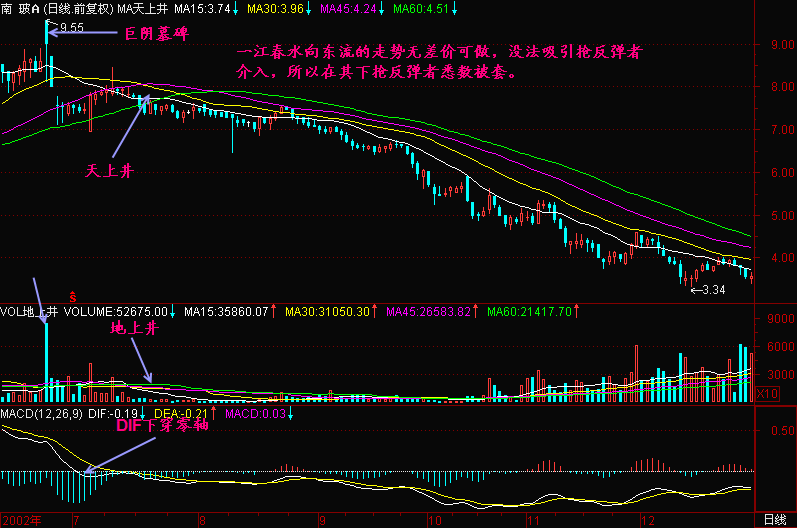 南 玻A (日线.前复权) MA天上井 MA15:3.74↓ MA30:3.96↓ MA45:4.24↓ MA60:4.51↓
9.55
巨阴墓碑
一江春水向东流的走势无差价可做，没法吸引抢反弹者
介入，所以在其下抢反弹者悉数被套。
9.00
8.00
7.00
6.00
5.00
4.00
天上井
3.34
S
VOL地上井 VOLUME:52675.00↓ MA15:35860.07↑ MA30:31050.30↑ MA45:26583.82↑ MA60:21417.70↑
地上井
9000
6000
3000
X10
MACD(12,26,9) DIF:-0.19↓ DEA:-0.21↑ MACD:0.03↓
DIF下穿零轴
0.50
2002年 7 8 9 10 11 12 日线